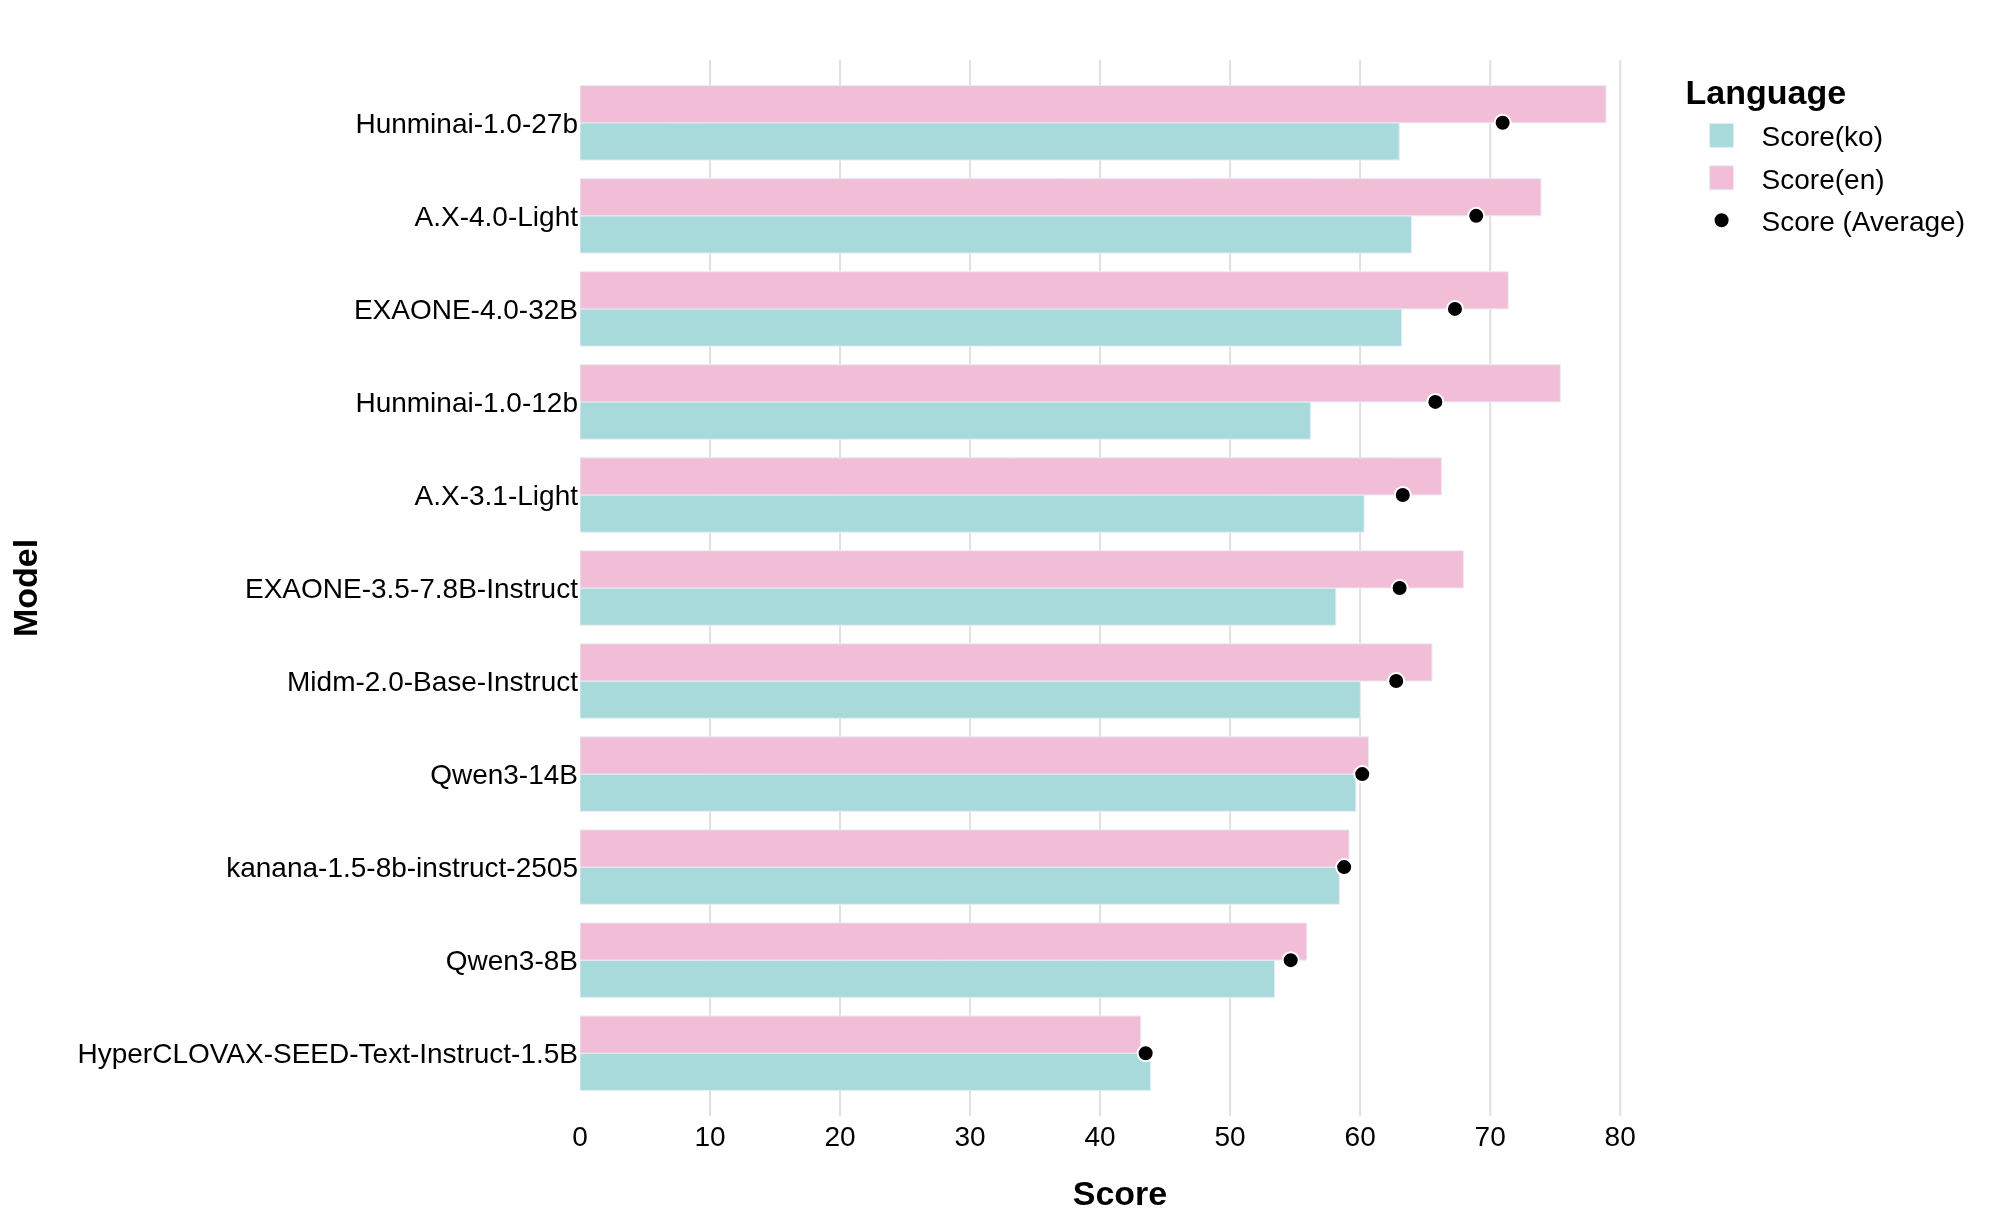 Language
Score(ko)
Score(en)
Score (Average)
Model
Hunminai-1.0-27b
A.X-4.0-Light
EXAONE-4.0-32B
Hunminai-1.0-12b
A.X-3.1-Light
EXAONE-3.5-7.8B-Instruct
Midm-2.0-Base-Instruct
Qwen3-14B
kanana-1.5-8b-instruct-2505
Qwen3-8B
HyperCLOVAX-SEED-Text-Instruct-1.5B
0 10 20 30 40 50 60 70 80
Score